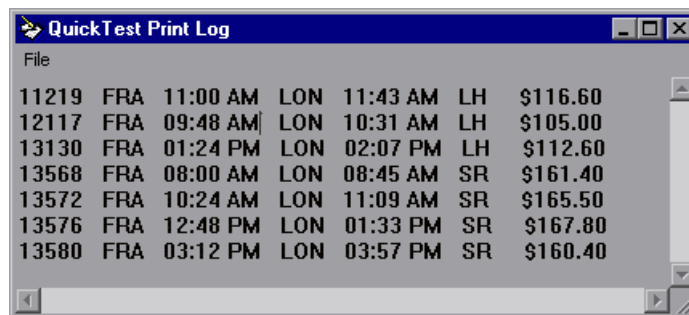 QuickTest Print Log
File
11219 FRA 11:00 AM LON 11:43 AM LH $116.60
12117 FRA 09:48 AM LON 10:31 AM LH $105.00
13130 FRA 01:24 PM LON 02:07 PM LH $112.60
13568 FRA 08:00 AM LON 08:45 AM SR $161.40
13572 FRA 10:24 AM LON 11:09 AM SR $165.50
13576 FRA 12:48 PM LON 01:33 PM SR $167.80
13580 FRA 03:12 PM LON 03:57 PM SR $160.40